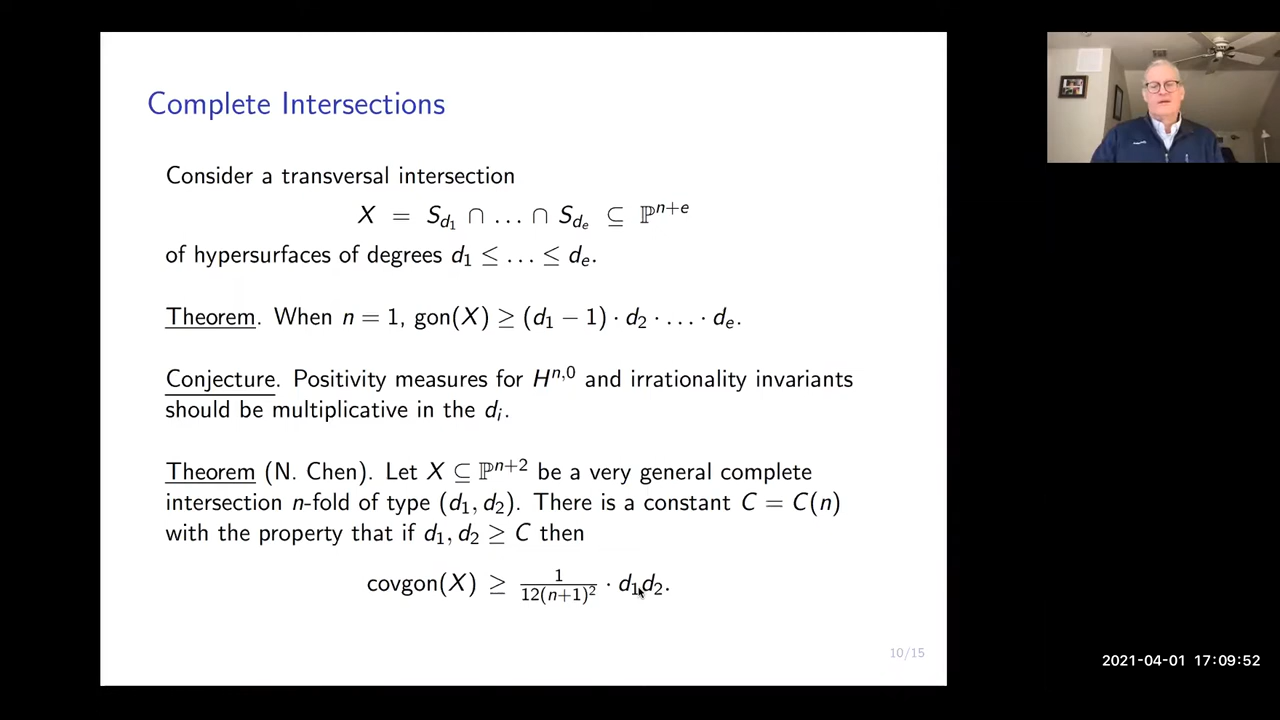 Complete Intersections
Consider a transversal intersection
X = S_{d_1} ∩ … ∩ S_{d_e} ⊆ ℙ^{n+e}
of hypersurfaces of degrees d_1 ≤ … ≤ d_e.
Theorem. When n = 1, gon(X) ≥ (d_1 − 1) · d_2 · … · d_e.
Conjecture. Positivity measures for H^{n,0} and irrationality invariants
should be multiplicative in the d_i.
Theorem (N. Chen). Let X ⊆ ℙ^{n+2} be a very general complete
intersection n-fold of type (d_1, d_2). There is a constant C = C(n)
with the property that if d_1, d_2 ≥ C then
covgon(X) ≥ \frac{1}{12(n+1)^2} · d_1d_2.
10/15
2021-04-01 17:09:52